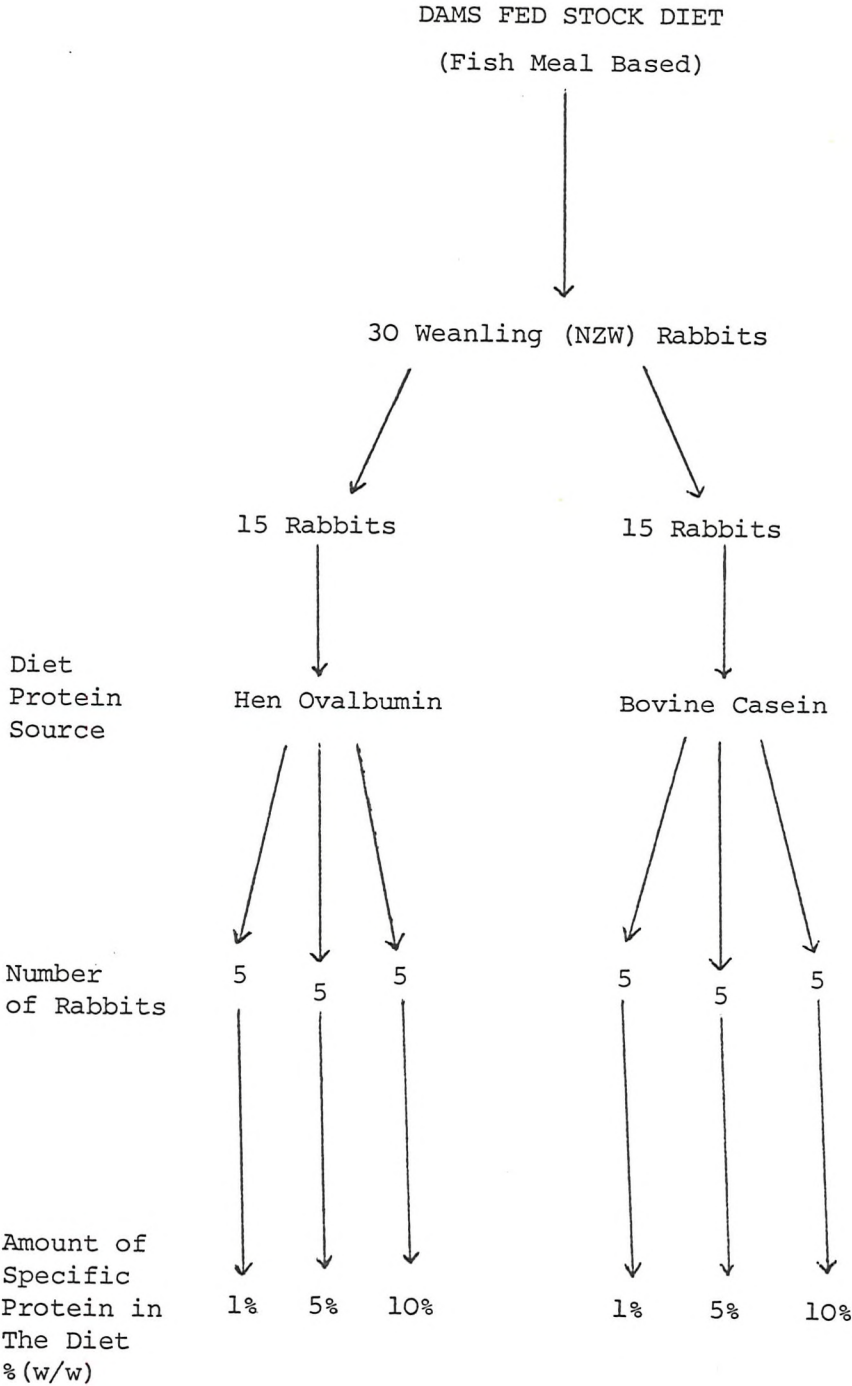 DAMS FED STOCK DIET
(Fish Meal Based)
30 Weanling (NZW) Rabbits
15 Rabbits
15 Rabbits
Diet
Protein
Source
Hen Ovalbumin
Bovine Casein
Number
of Rabbits
5
5
5
5
5
5
Amount of
Specific
Protein in
The Diet
%(w/w)
1%
5%
10%
1%
5%
10%